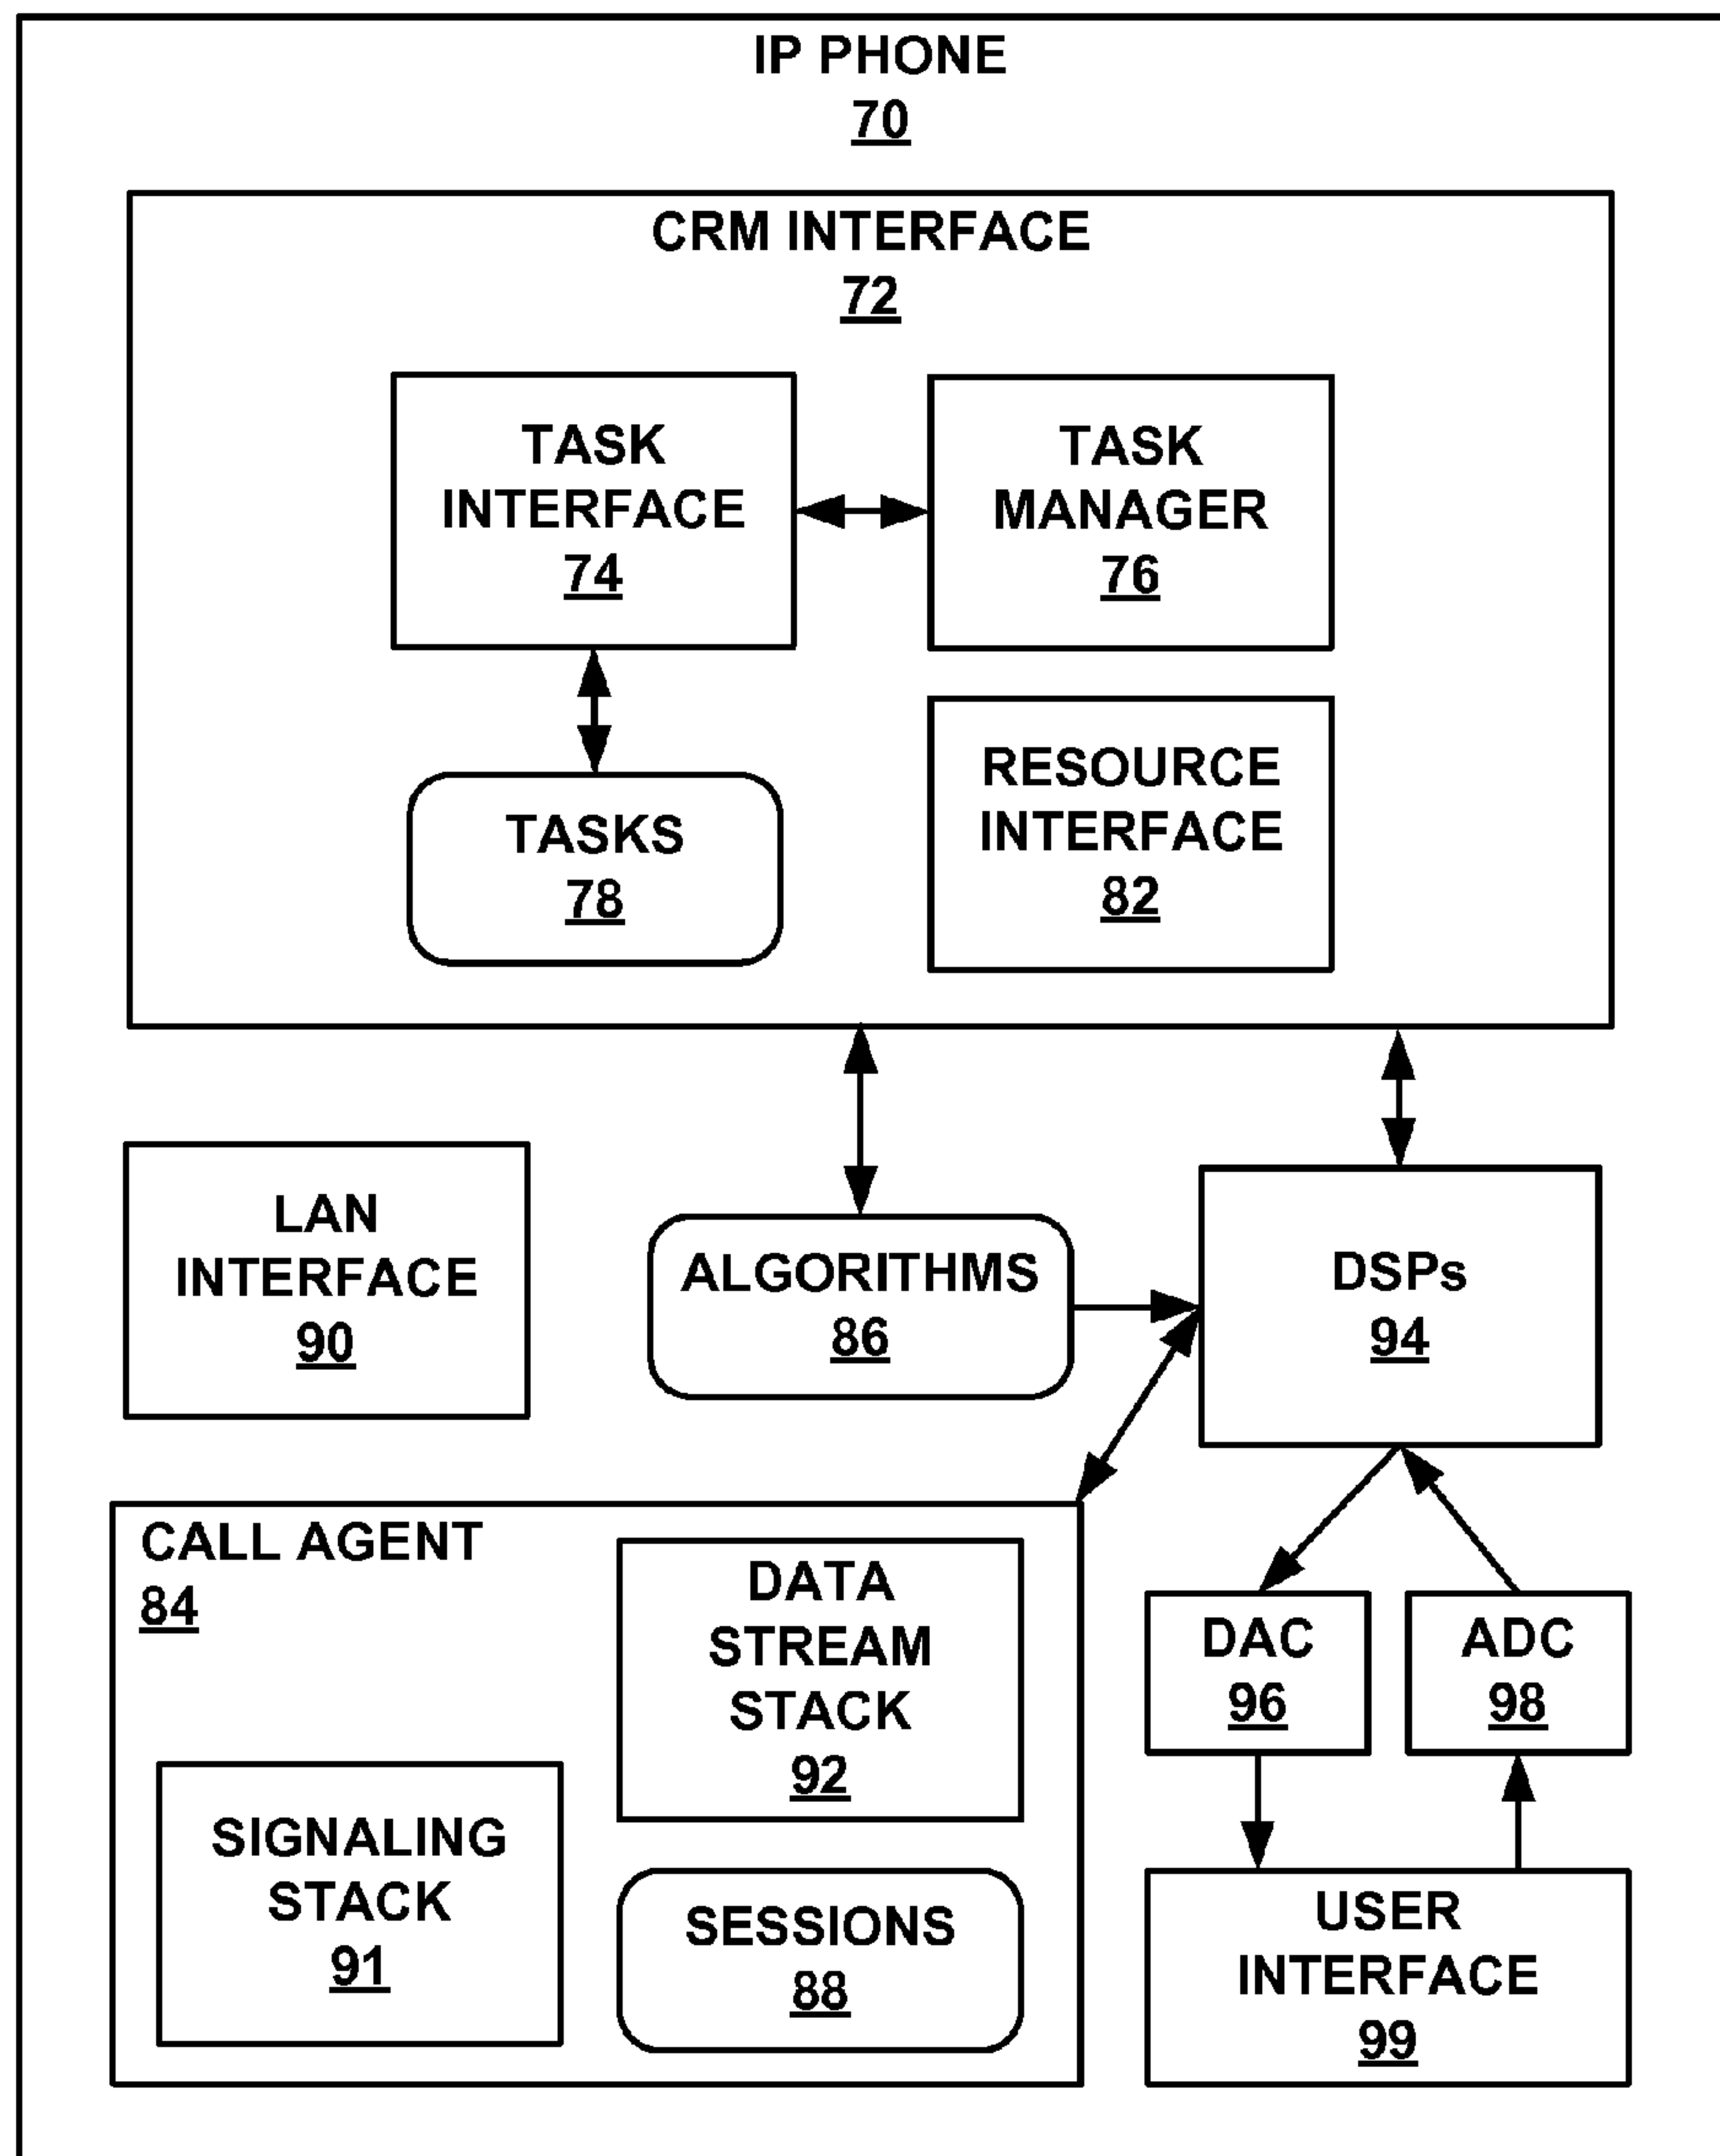 IP PHONE
70
CRM INTERFACE
72
TASK
INTERFACE
74
TASK
MANAGER
76
TASKS
78
RESOURCE
INTERFACE
82
LAN
INTERFACE
90
ALGORITHMS
86
DSPs
94
CALL AGENT
84
DATA
STREAM
STACK
92
SIGNALING
STACK
91
SESSIONS
88
DAC
96
ADC
98
USER
INTERFACE
99